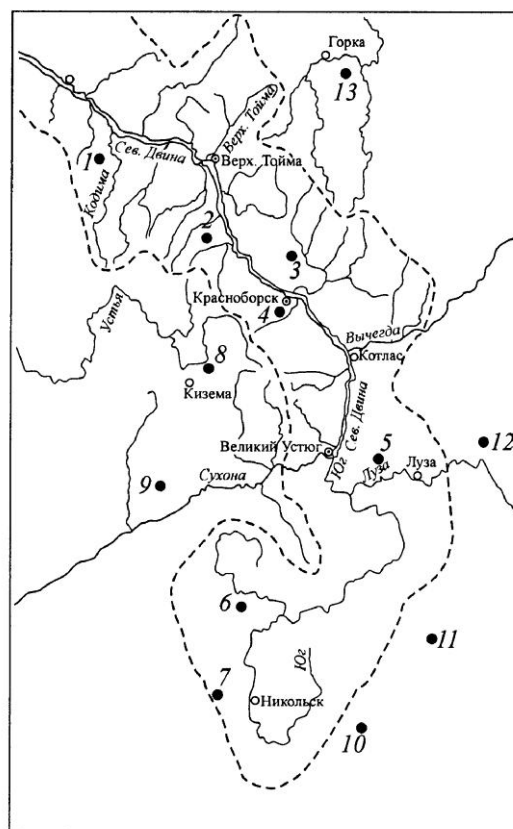 Горка
13
Верх. Тойма
Сев. Двина
Верх. Тойма
1
Кодима
2
3
Красноборск
4
Устья
Вычегда
Котлас
8
Кизема
Сев. Двина
Великий Устюг
Юг
5
Луза
Луза
12
9
Сухона
6
11
Юг
7
Никольск
10